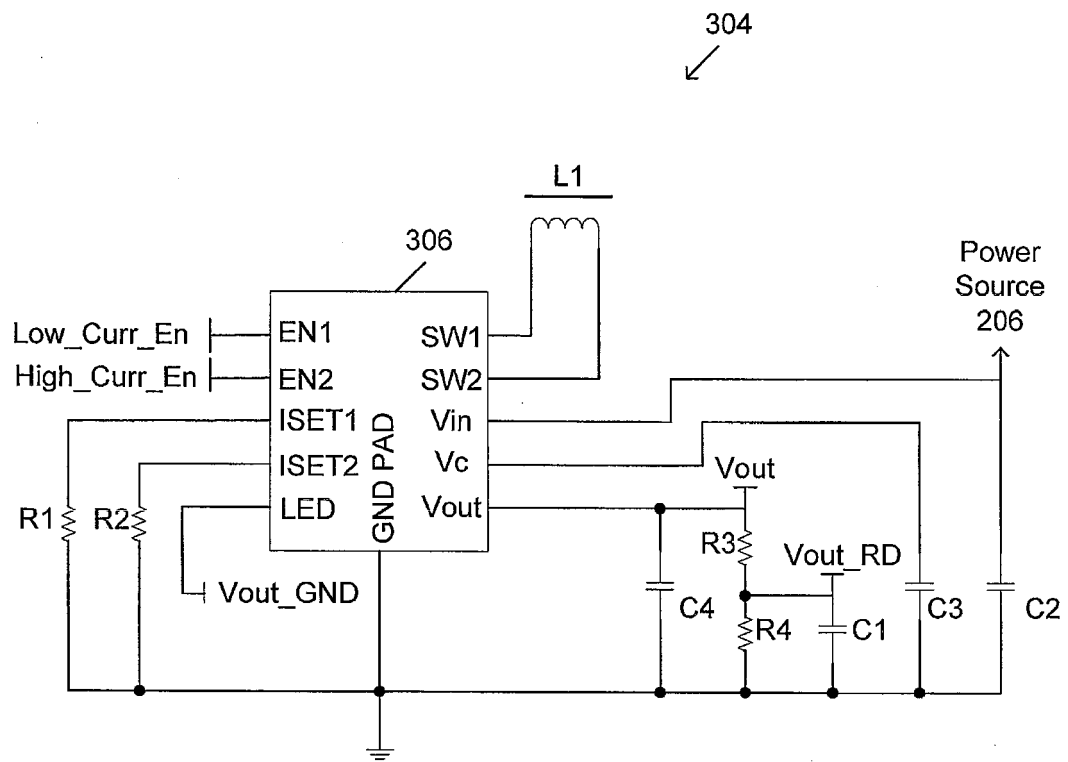 304
L1
306
Power
Source
206
Low_Curr_En
EN1
SW1
High_Curr_En
EN2
SW2
ISET1
Vin
ISET2
GND PAD
Vc
Vout
R1
R2
LED
Vout
R3
Vout_RD
Vout_GND
C4
R4
C1
C3
C2